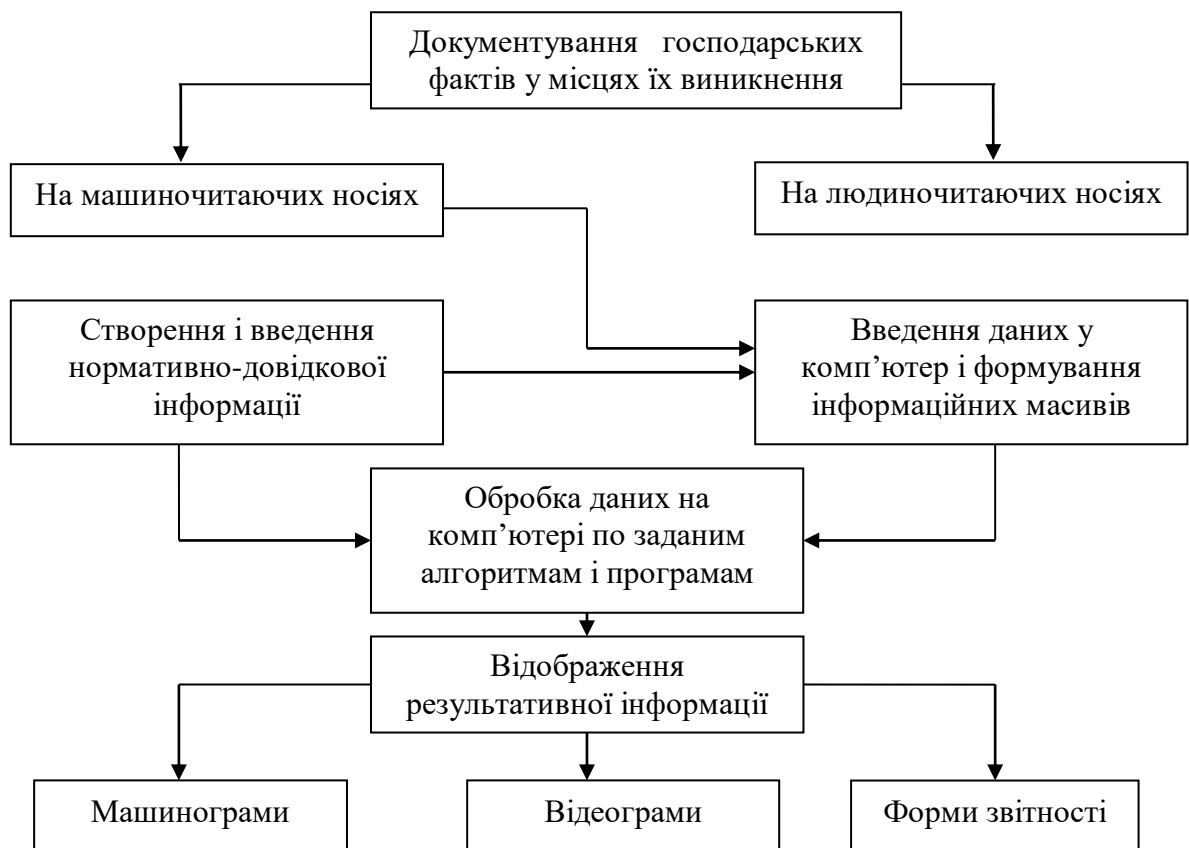 Документування господарських
фактів у місцях їх виникнення
На машиночитаючих носіях
На людиночитаючих носіях
Створення і введення
нормативно-довідкової
інформації
Введення даних у
комп’ютер і формування
інформаційних масивів
Обробка даних на
комп’ютері по заданим
алгоритмам і програмам
Відображення
результативної інформації
Машинограми
Відеограми
Форми звітності